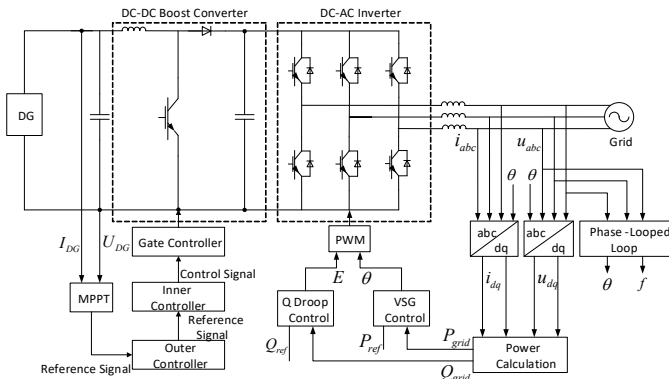 DC-DC Boost Converter
DC-AC Inverter
DG
Grid
i_abc
u_abc
θ
θ
I_DG
U_DG
Gate Controller
PWM
abc
dq
abc
dq
Phase -Looped
Loop
Control Signal
E
θ
i_dq
u_dq
θ
f
MPPT
Inner
Controller
Q Droop
Control
VSG
Control
Reference
Signal
Q_ref
P_ref
P_grid
Power
Calculation
Reference Signal
Outer
Controller
Q_grid